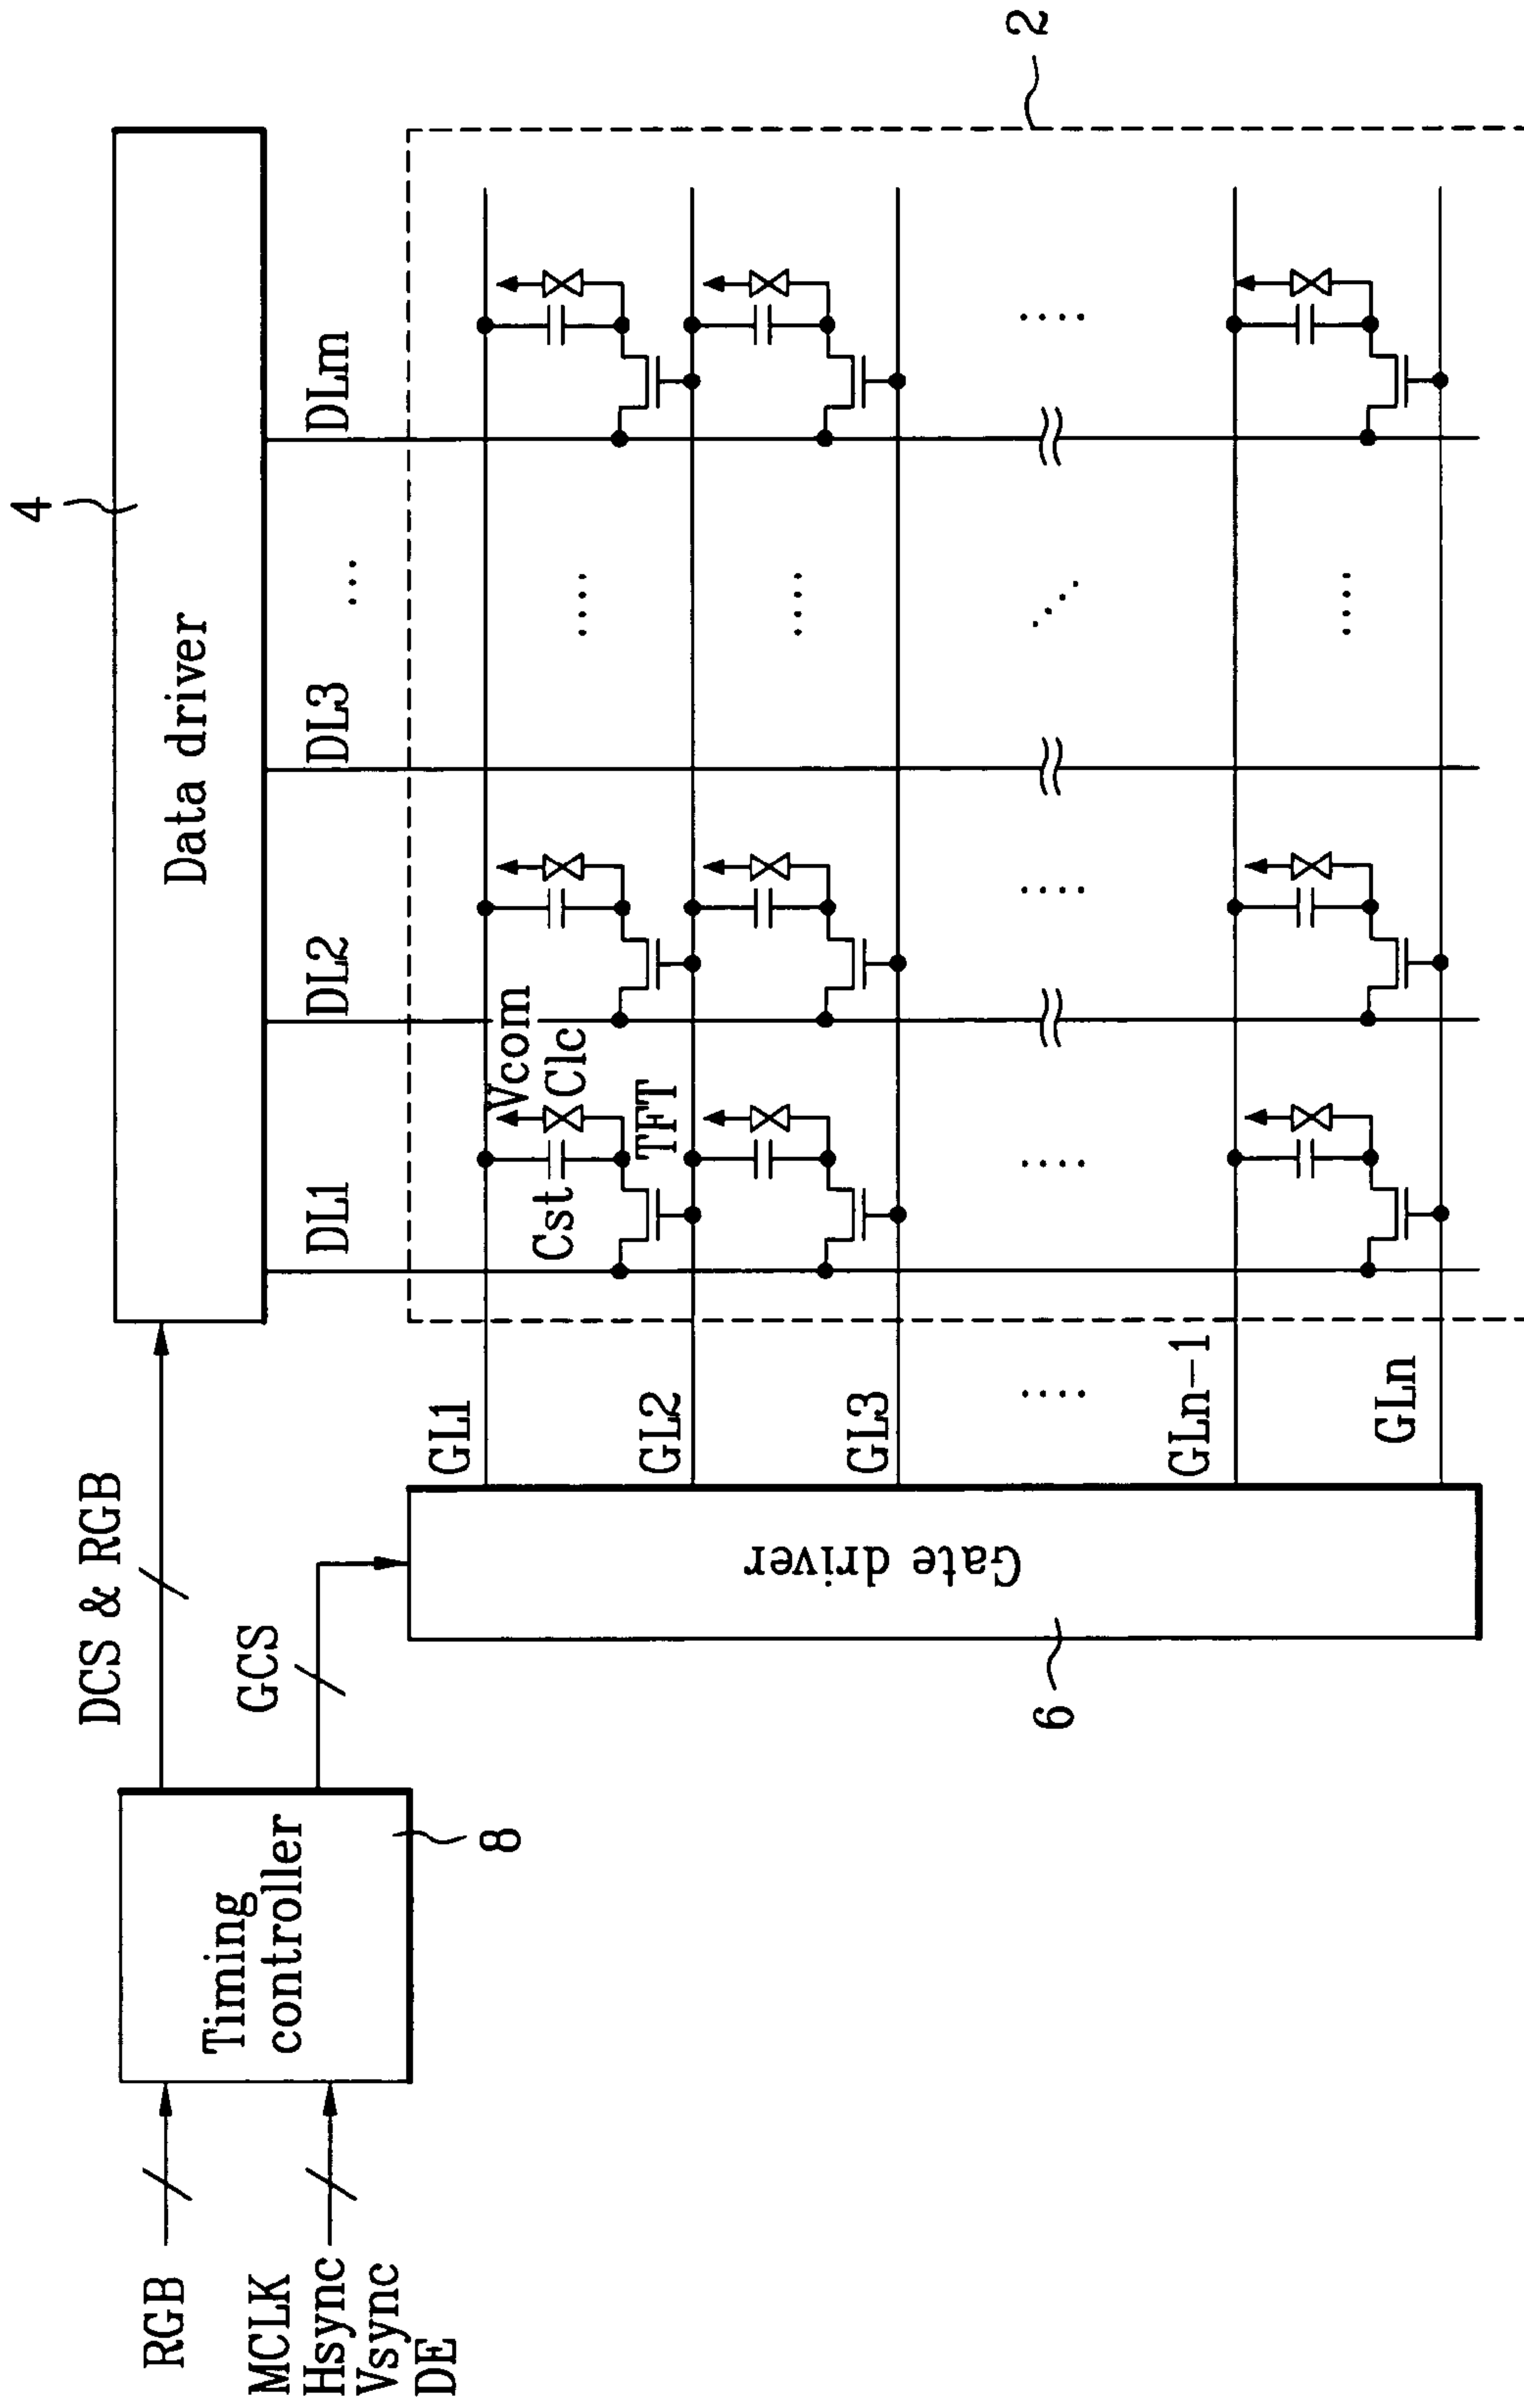 RGB
MCLK
Hsync
Vsync
DE
Timing
controller
8
DCS & RGB
GCS
Data driver
4
Gate driver
6
GL1
GL2
GL3
GLn-1
GLn
DL1
DL2
DL3
DLm
Vcom
Clc
Cst
TFT
2